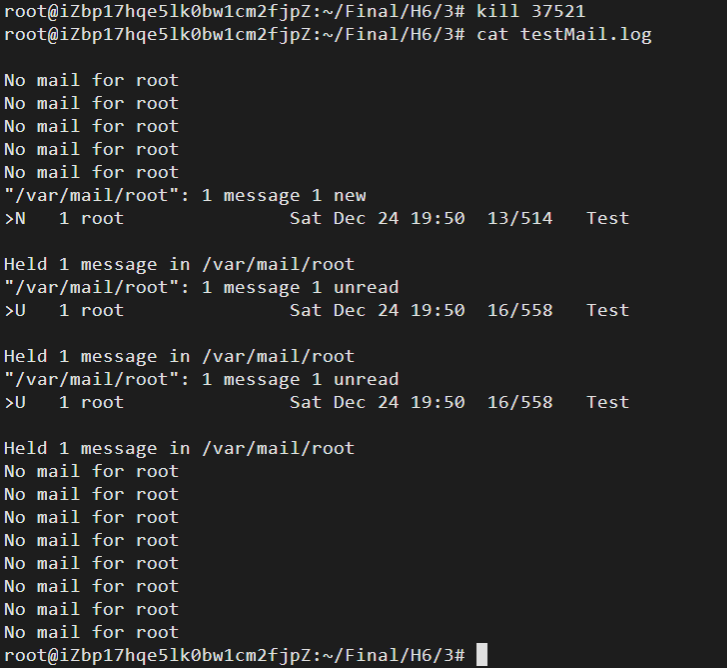 root@iZbp17hqe5lk0bw1cm2fjpZ:~/Final/H6/3# kill 37521
root@iZbp17hqe5lk0bw1cm2fjpZ:~/Final/H6/3# cat testMail.log
No mail for root
No mail for root
No mail for root
No mail for root
No mail for root
"/var/mail/root": 1 message 1 new
>N   1 root               Sat Dec 24 19:50  13/514   Test
Held 1 message in /var/mail/root
"/var/mail/root": 1 message 1 unread
>U   1 root               Sat Dec 24 19:50  16/558   Test
Held 1 message in /var/mail/root
"/var/mail/root": 1 message 1 unread
>U   1 root               Sat Dec 24 19:50  16/558   Test
Held 1 message in /var/mail/root
No mail for root
No mail for root
No mail for root
No mail for root
No mail for root
No mail for root
No mail for root
No mail for root
root@iZbp17hqe5lk0bw1cm2fjpZ:~/Final/H6/3#